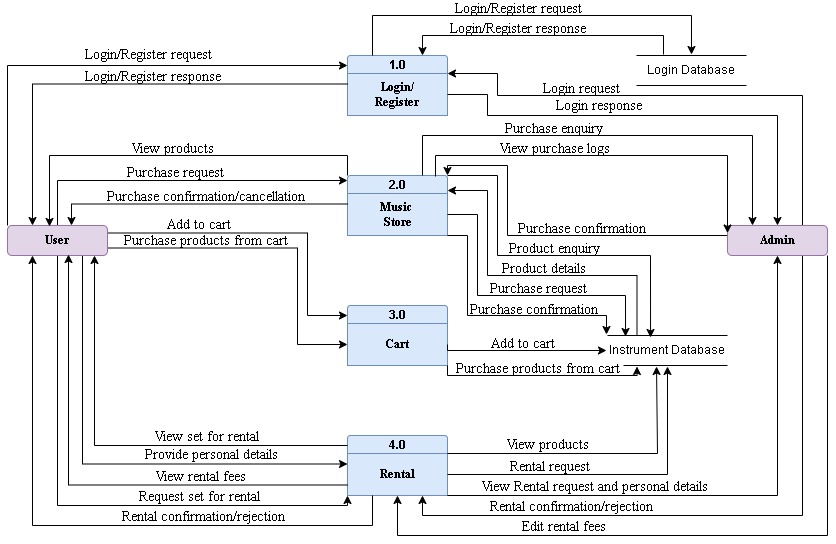 Login/Register request
Login/Register response
Login/Register request
Login/Register response
1.0
Login/
Register
Login Database
Login request
Login response
Purchase enquiry
View purchase logs
View products
Purchase request
Purchase confirmation/cancellation
2.0
Music
Store
Add to cart
Purchase products from cart
User
Purchase confirmation
Admin
Product enquiry
Product details
Purchase request
Purchase confirmation
3.0
Cart
Add to cart
Instrument Database
Purchase products from cart
View set for rental
Provide personal details
View rental fees
Request set for rental
Rental confirmation/rejection
4.0
Rental
View products
Rental request
View Rental request and personal details
Rental confirmation/rejection
Edit rental fees